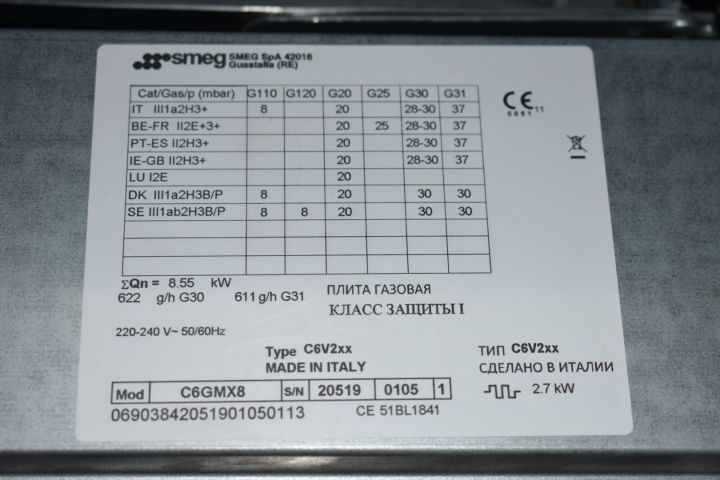 smeg SMEG SpA 42016
Guastalla (RE)
Cat/Gas/p (mbar) G110 G120 G20 G25 G30 G31
IT III1a2H3+ 8 20 28-30 37
BE-FR II2E+3+ 20 25 28-30 37
PT-ES II2H3+ 20 28-30 37
IE-GB II2H3+ 20 28-30 37
LU I2E 20
DK III1a2H3B/P 8 20 30 30
SE III1ab2H3B/P 8 8 20 30 30
CE 11
0051
ΣQn = 8.55 kW
622 g/h G30 611 g/h G31
ПЛИТА ГАЗОВАЯ
КЛАСС ЗАЩИТЫ I
220-240 V~ 50/60Hz
Type C6V2xx
MADE IN ITALY
ТИП C6V2xx
СДЕЛАНО В ИТАЛИИ
2.7 kW
Mod C6GMX8 S/N 20519 0105 1
06903842051901050113 CE 51BL1841